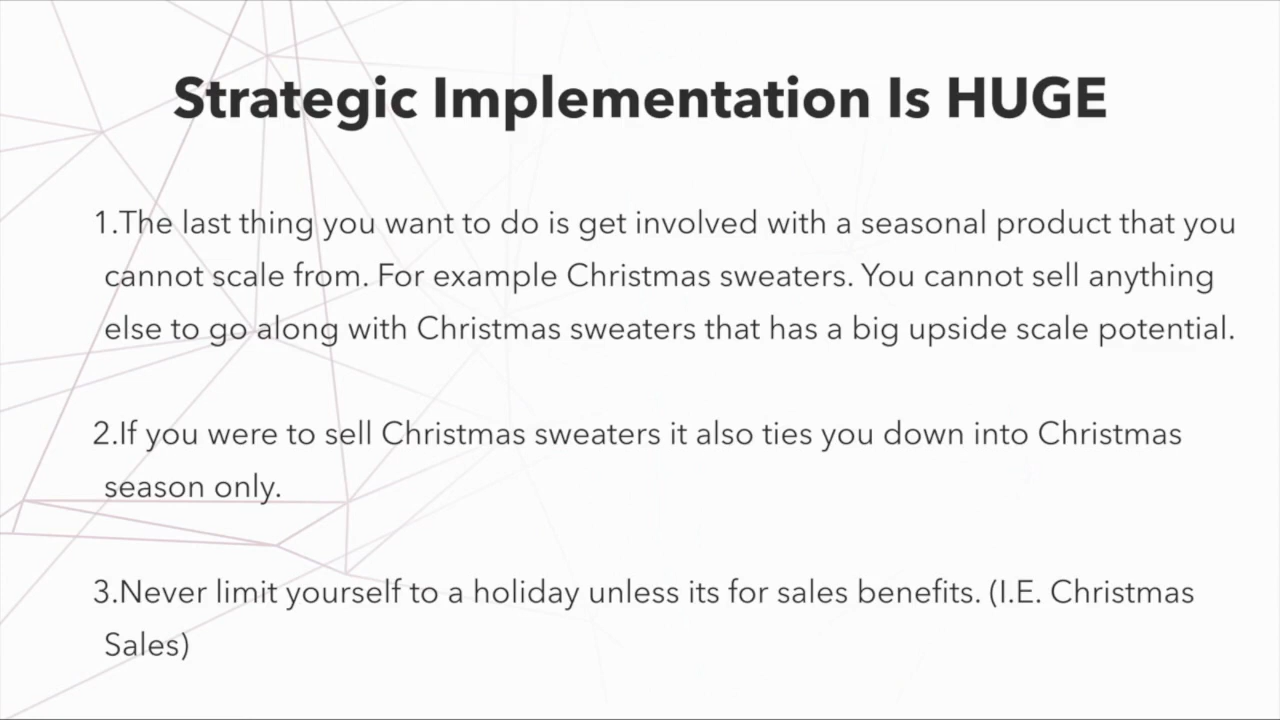 Strategic Implementation Is HUGE
1.The last thing you want to do is get involved with a seasonal product that you
cannot scale from. For example Christmas sweaters. You cannot sell anything
else to go along with Christmas sweaters that has a big upside scale potential.
2.If you were to sell Christmas sweaters it also ties you down into Christmas
season only.
3.Never limit yourself to a holiday unless its for sales benefits. (I.E. Christmas
Sales)